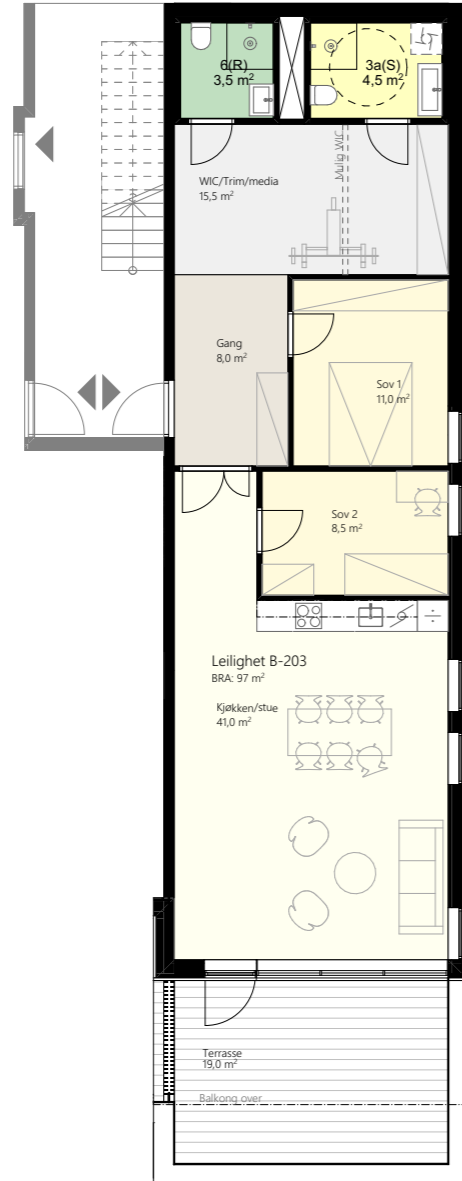 6(R)
3,5 m²
3a(S)
4,5 m²
Mulig WIC
WIC/Trim/media
15,5 m²
Gang
8,0 m²
Sov 1
11,0 m²
Sov 2
8,5 m²
Leilighet B-203
BRA: 97 m²
Kjøkken/stue
41,0 m²
Terrasse
19,0 m²
Balkong over